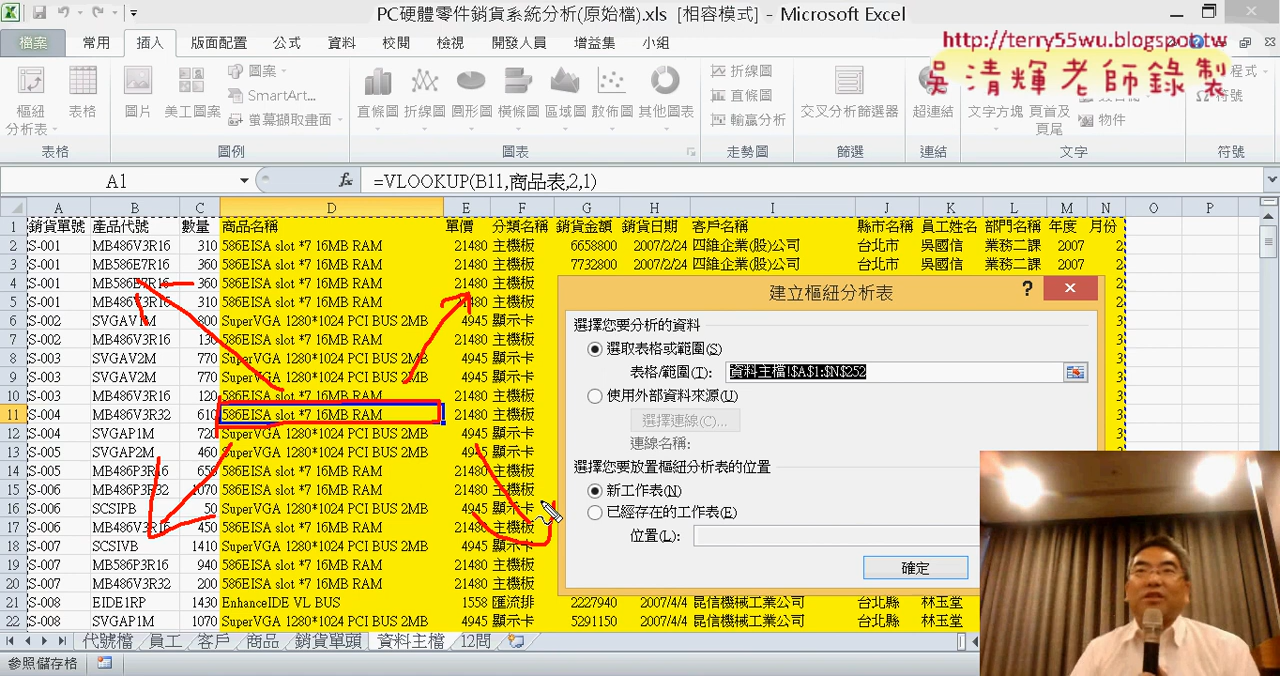 PC硬體零件銷貨系統分析(原始檔).xls [相容模式] - Microsoft Excel
檔案 常用 插入 版面配置 公式 資料 校閱 檢視 開發人員 增益集 小組
http://terry55wu.blogspot.tw
吳清輝老師錄製
樞紐分析表 表格 圖片 美工圖案 圖案 SmartArt... 螢幕擷取畫面 直條圖 折線圖 圓形圖 橫條圖 區域圖 散佈圖 其他圖表 折線圖 直條圖 輸贏分析 交叉分析篩選器 超連結 文字方塊 頁首及頁尾 物件 程式 符號
表格 圖例 圖表 走勢圖 篩選 連結 文字 符號
A1 fx =VLOOKUP(B11,商品表,2,1)
A B C D E F G H I J K L M N O P
1 銷貨單號 產品代號 數量 商品名稱 單價 分類名稱 銷貨金額 銷貨日期 客戶名稱 縣市名稱 員工姓名 部門名稱 年度 月份
2 S-001 MB486V3R16 310 586EISA slot *7 16MB RAM 21480 主機板 6658800 2007/2/24 四維企業(股)公司 台北市 吳國信 業務二課 2007 2
3 S-001 MB586E7R16 360 586EISA slot *7 16MB RAM 21480 主機板 7732800 2007/2/24 四維企業(股)公司 台北市 吳國信 業務二課 2007 2
4 S-001 MB586E7R16 360 586EISA slot *7 16MB RAM 21480 主機板
5 S-001 MB486V3R16 310 586EISA slot *7 16MB RAM 21480 主機板
6 S-002 SVGAV1M 800 SuperVGA 1280*1024 PCI BUS 2MB 4945 顯示卡
7 S-002 MB486V3R16 130 586EISA slot *7 16MB RAM 21480 主機板
8 S-003 SVGAV2M 770 SuperVGA 1280*1024 PCI BUS 2MB 4945 顯示卡
9 S-003 SVGAV2M 770 SuperVGA 1280*1024 PCI BUS 2MB 4945 顯示卡
10 S-003 MB486V3R16 120 586EISA slot *7 16MB RAM 21480 主機板
11 S-004 MB486V3R32 610 586EISA slot *7 16MB RAM 21480 主機板
12 S-004 SVGAP1M 720 SuperVGA 1280*1024 PCI BUS 2MB 4945 顯示卡
13 S-005 SVGAP2M 460 SuperVGA 1280*1024 PCI BUS 2MB 4945 顯示卡
14 S-005 MB486P3R16 650 586EISA slot *7 16MB RAM 21480 主機板
15 S-006 MB486P3R32 1070 586EISA slot *7 16MB RAM 21480 主機板
16 S-006 SCSIPB 50 SuperVGA 1280*1024 PCI BUS 2MB 4945 顯示卡
17 S-006 MB486V3R16 450 586EISA slot *7 16MB RAM 21480 主機板
18 S-007 SCSIVB 1410 SuperVGA 1280*1024 PCI BUS 2MB 4945 顯示卡
19 S-007 MB586P3R16 940 586EISA slot *7 16MB RAM 21480 主機板
20 S-007 MB486V3R32 200 586EISA slot *7 16MB RAM 21480 主機板
21 S-008 EIDE1RP 1430 EnhanceIDE VL BUS 1558 匯流排 2227940 2007/4/4 昆信機械工業公司 台北縣 林玉堂
22 S-008 SVGAP1M 1070 SuperVGA 1280*1024 PCI BUS 2MB 4945 顯示卡 5291150 2007/4/4 昆信機械工業公司 台北縣 林玉堂
建立樞紐分析表
選擇您要分析的資料
選取表格或範圍(S)
表格/範圍(T): 資料主檔!$A$1:$N$252
使用外部資料來源(U)
選擇連線(C)...
連線名稱:
選擇您要放置樞紐分析表的位置
新工作表(N)
已經存在的工作表(E)
位置(L):
確定
代號檔 員工 客戶 商品 銷貨單頭 資料主檔 12問
參照儲存格